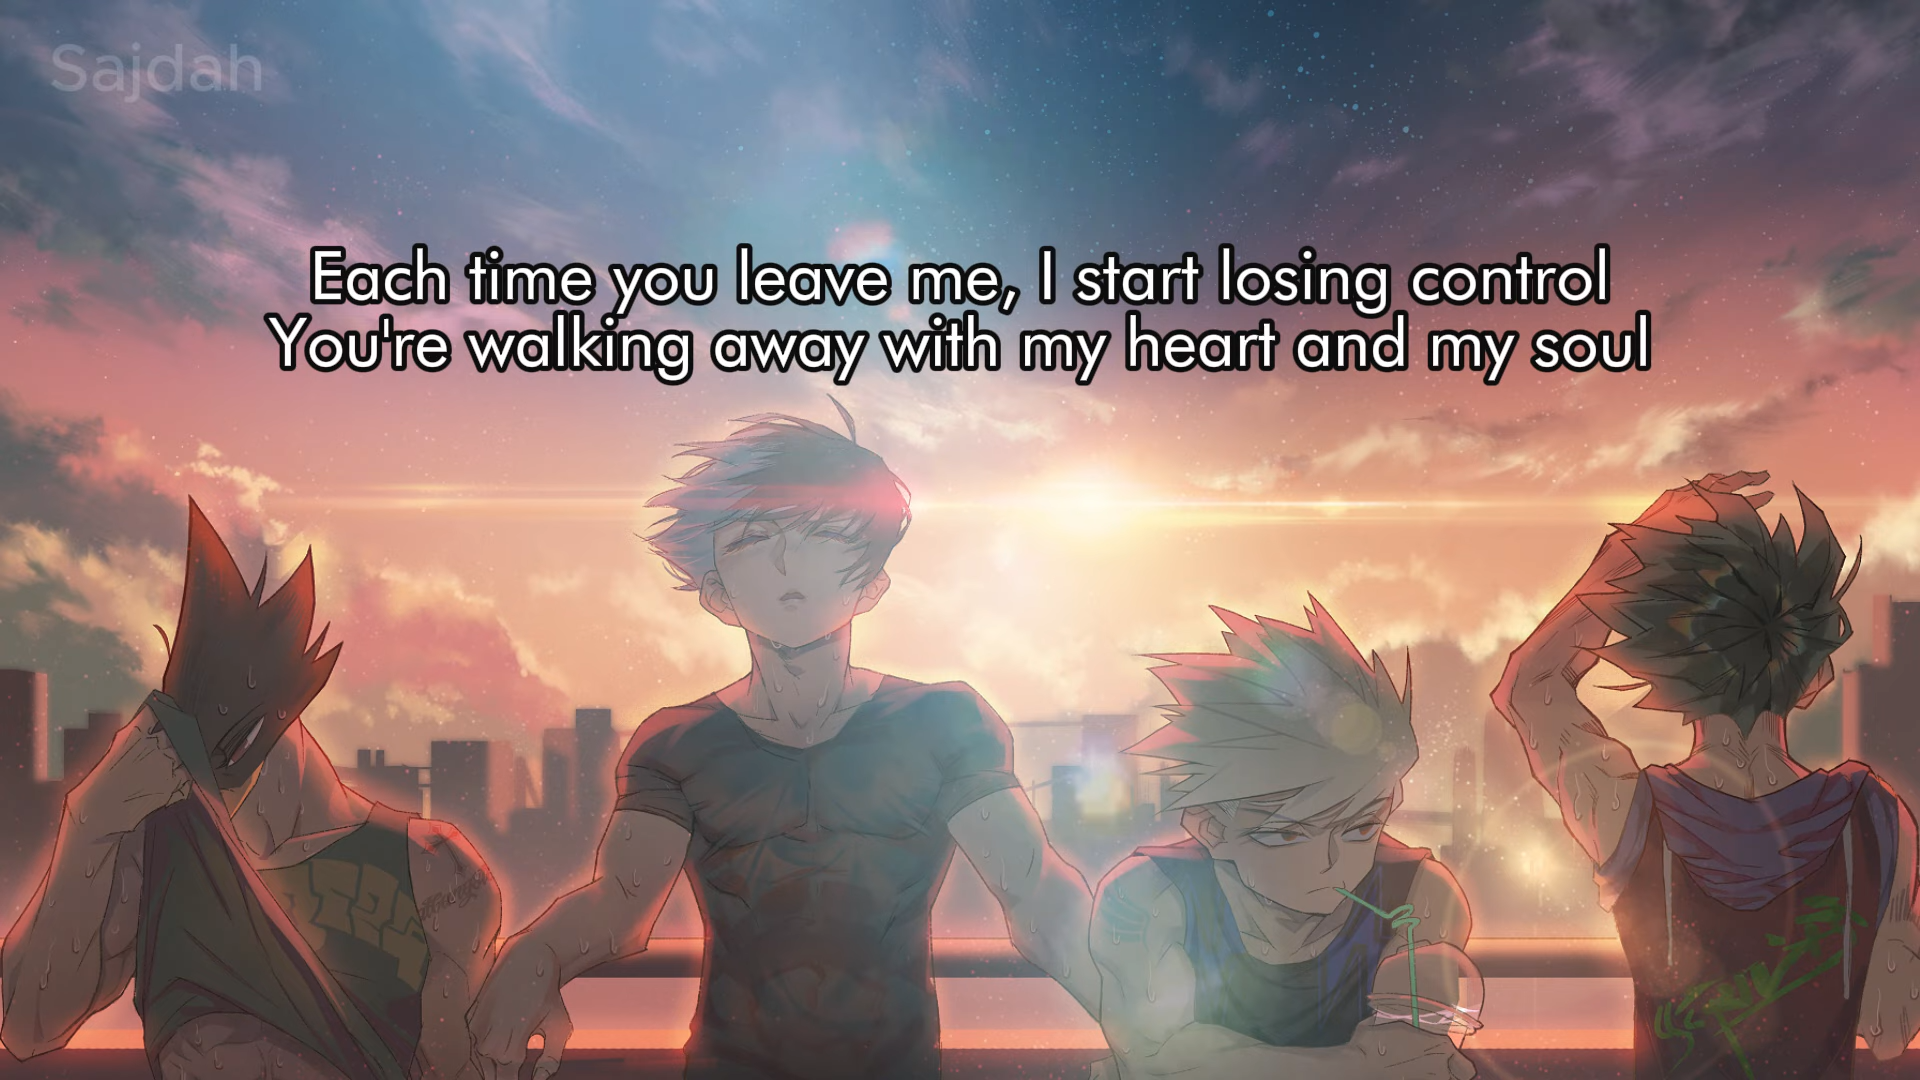 Sajdah
Each time you leave me, I start losing control
You're walking away with my heart and my soul